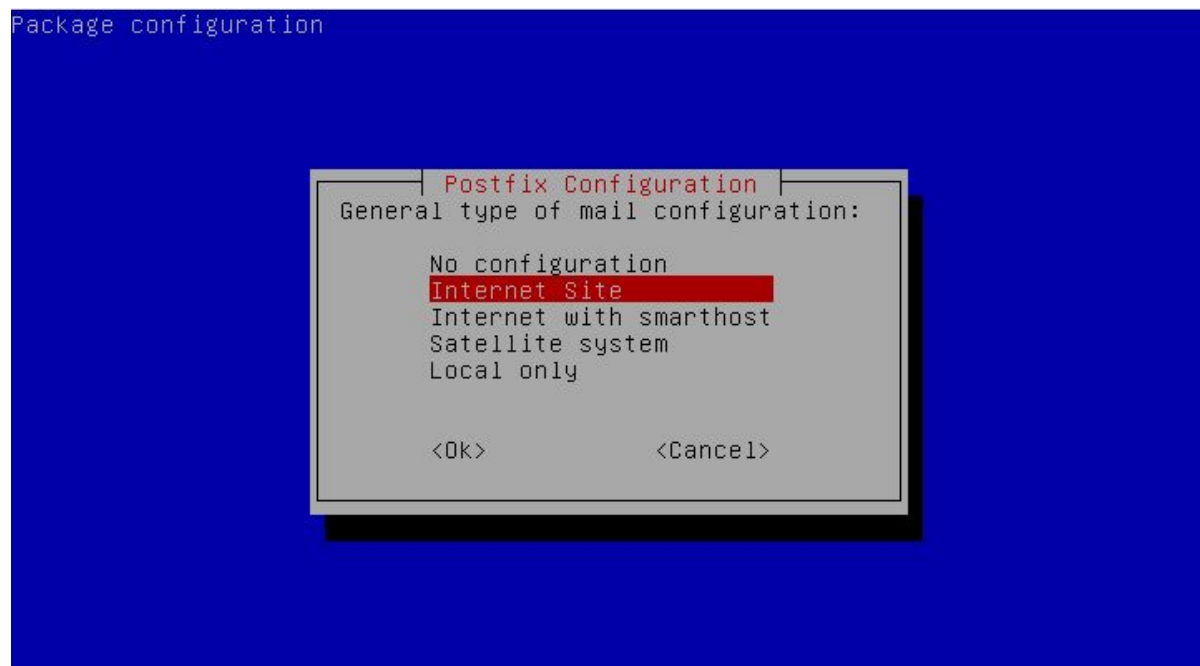 Package configuration
Postfix Configuration
General type of mail configuration:
No configuration
Internet Site
Internet with smarthost
Satellite system
Local only
<Ok> <Cancel>